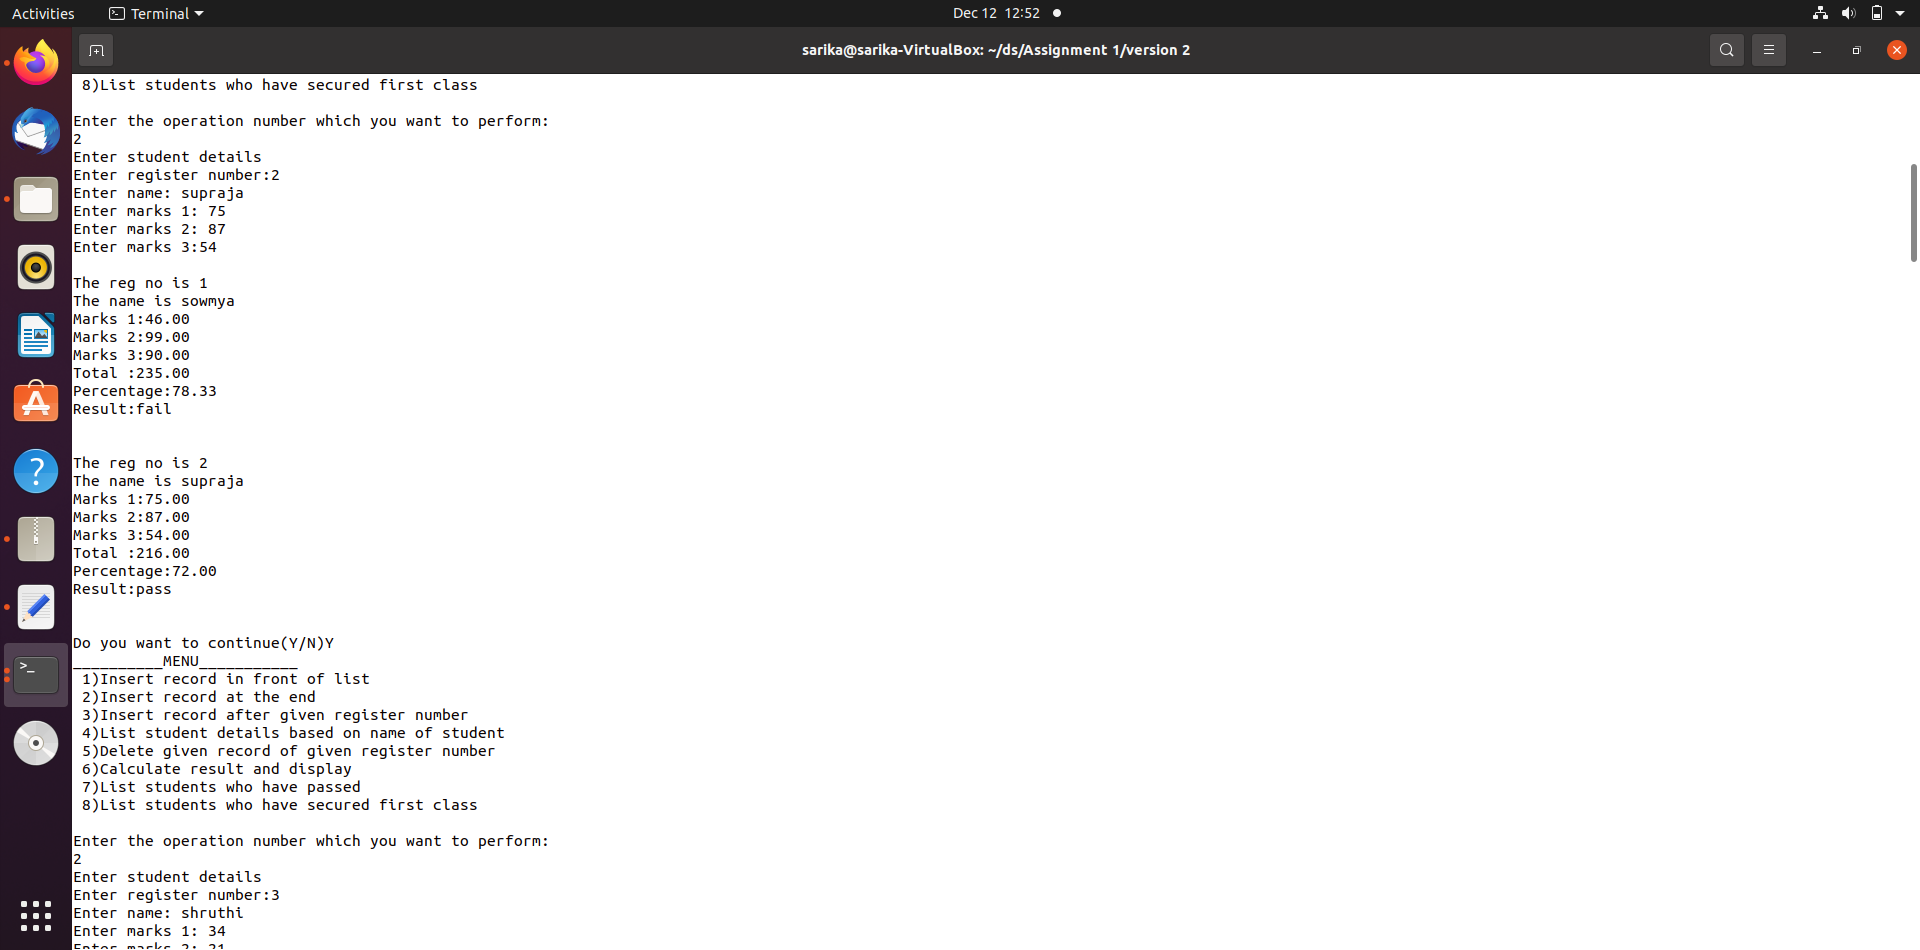 Activities
Terminal
Dec 12 12:52
sarika@sarika-VirtualBox: ~/ds/Assignment 1/version 2
8)List students who have secured first class
Enter the operation number which you want to perform:
2
Enter student details
Enter register number:2
Enter name: supraja
Enter marks 1: 75
Enter marks 2: 87
Enter marks 3:54
The reg no is 1
The name is sowmya
Marks 1:46.00
Marks 2:99.00
Marks 3:90.00
Total :235.00
Percentage:78.33
Result:fail
The reg no is 2
The name is supraja
Marks 1:75.00
Marks 2:87.00
Marks 3:54.00
Total :216.00
Percentage:72.00
Result:pass
Do you want to continue(Y/N)Y
__________MENU___________
1)Insert record in front of list
2)Insert record at the end
3)Insert record after given register number
4)List student details based on name of student
5)Delete given record of given register number
6)Calculate result and display
7)List students who have passed
8)List students who have secured first class
Enter the operation number which you want to perform:
2
Enter student details
Enter register number:3
Enter name: shruthi
Enter marks 1: 34
Enter marks 2: 21